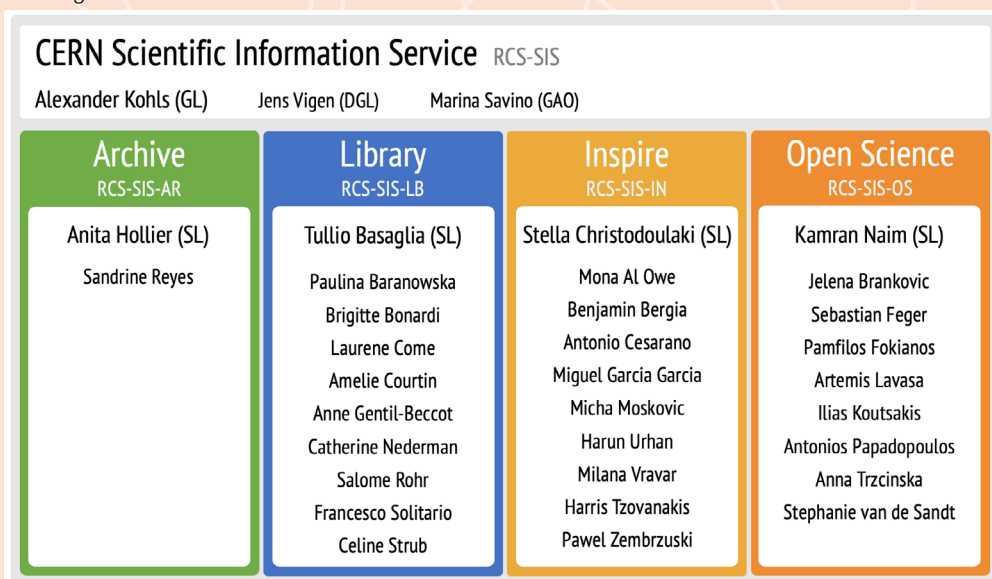 CERN Scientific Information Service RCS-SIS
Alexander Kohls (GL) Jens Vigen (DGL) Marina Savino (GAO)
Archive
RCS-SIS-AR
Anita Hollier (SL)
Sandrine Reyes
Library
RCS-SIS-LB
Tullio Basaglia (SL)
Paulina Baranowska
Brigitte Bonardi
Laurene Come
Amelie Courtin
Anne Gentil-Beccot
Catherine Nederman
Salome Rohr
Francesco Solitario
Celine Strub
Inspire
RCS-SIS-IN
Stella Christodoulaki (SL)
Mona Al Owe
Benjamin Bergia
Antonio Cesarano
Miguel Garcia Garcia
Micha Moskovic
Harun Urhan
Milana Vravar
Harris Tzovanakis
Pawel Zembrzuski
Open Science
RCS-SIS-OS
Kamran Naim (SL)
Jelena Brankovic
Sebastian Feger
Pamfilos Fokianos
Artemis Lavasa
Ilias Koutsakis
Antonios Papadopoulos
Anna Trzcinska
Stephanie van de Sandt